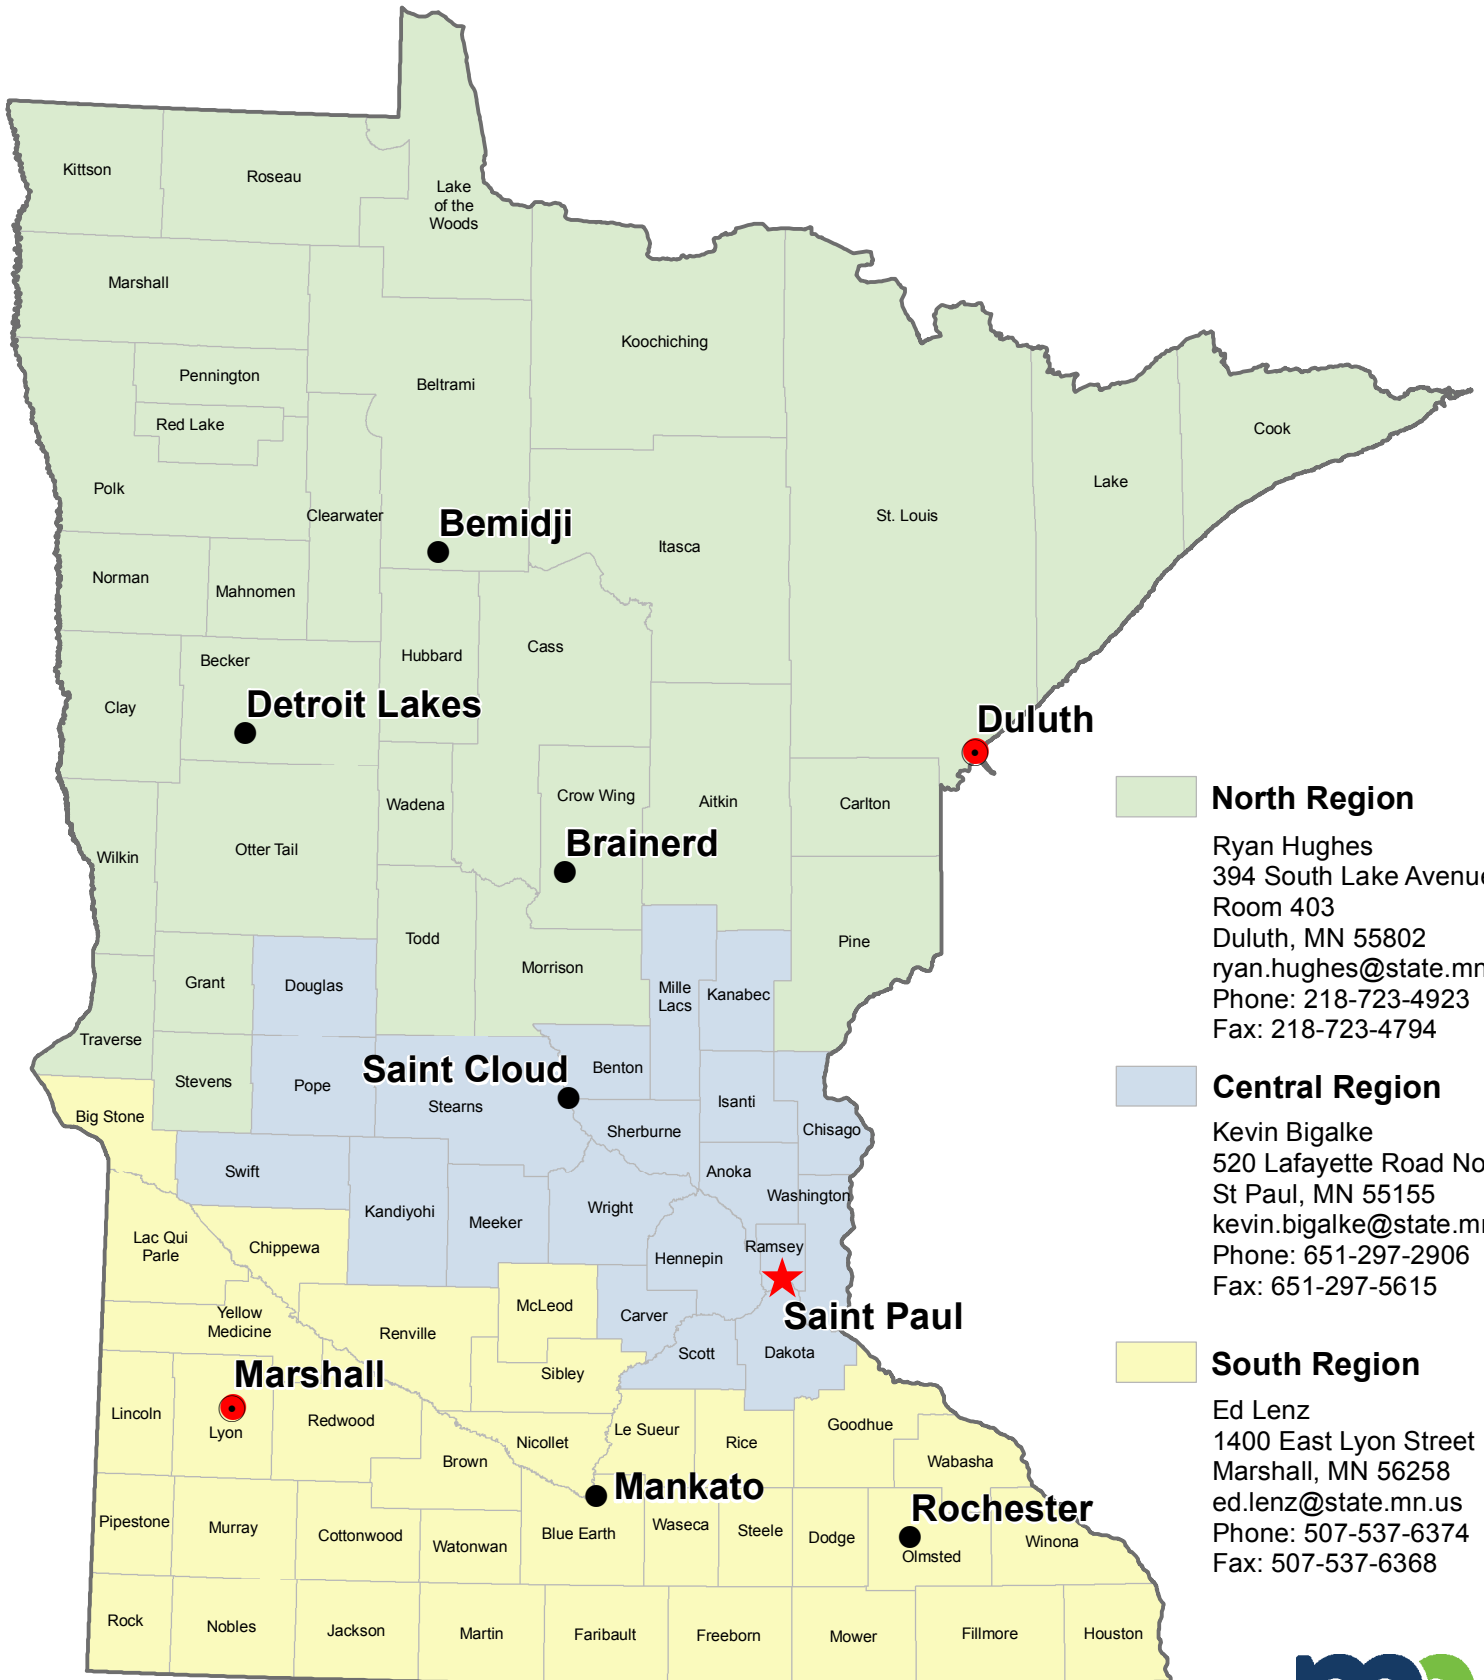 Kittson
Roseau
Lake
of the
Woods
Marshall
Koochiching
Pennington
Beltrami
Red Lake
Cook
Polk
Lake
Clearwater
St. Louis
Bemidji
Itasca
Norman
Mahnomen
Hubbard
Cass
Becker
Clay
Detroit Lakes
Duluth
Wadena
Crow Wing
Aitkin
Carlton
Brainerd
Wilkin
Otter Tail
Todd
Pine
Morrison
Grant
Douglas
Mille
Lacs
Kanabec
Traverse
Stevens
Pope
Saint Cloud
Benton
Stearns
Isanti
Big Stone
Sherburne
Chisago
Swift
Anoka
Washington
Kandiyohi
Meeker
Wright
Lac Qui
Parle
Chippewa
Hennepin
Ramsey
McLeod
Carver
Saint Paul
Yellow
Medicine
Renville
Scott
Dakota
Marshall
Sibley
Lincoln
Lyon
Redwood
Le Sueur
Rice
Goodhue
Nicollet
Brown
Wabasha
Mankato
Rochester
Pipestone
Murray
Cottonwood
Watonwan
Blue Earth
Waseca
Steele
Dodge
Olmsted
Winona
Rock
Nobles
Jackson
Martin
Faribault
Freeborn
Mower
Fillmore
Houston
North Region
Ryan Hughes
394 South Lake Avenue
Room 403
Duluth, MN 55802
ryan.hughes@state.mn
Phone: 218-723-4923
Fax: 218-723-4794
Central Region
Kevin Bigalke
520 Lafayette Road No
St Paul, MN 55155
kevin.bigalke@state.m
Phone: 651-297-2906
Fax: 651-297-5615
South Region
Ed Lenz
1400 East Lyon Street
Marshall, MN 56258
ed.lenz@state.mn.us
Phone: 507-537-6374
Fax: 507-537-6368